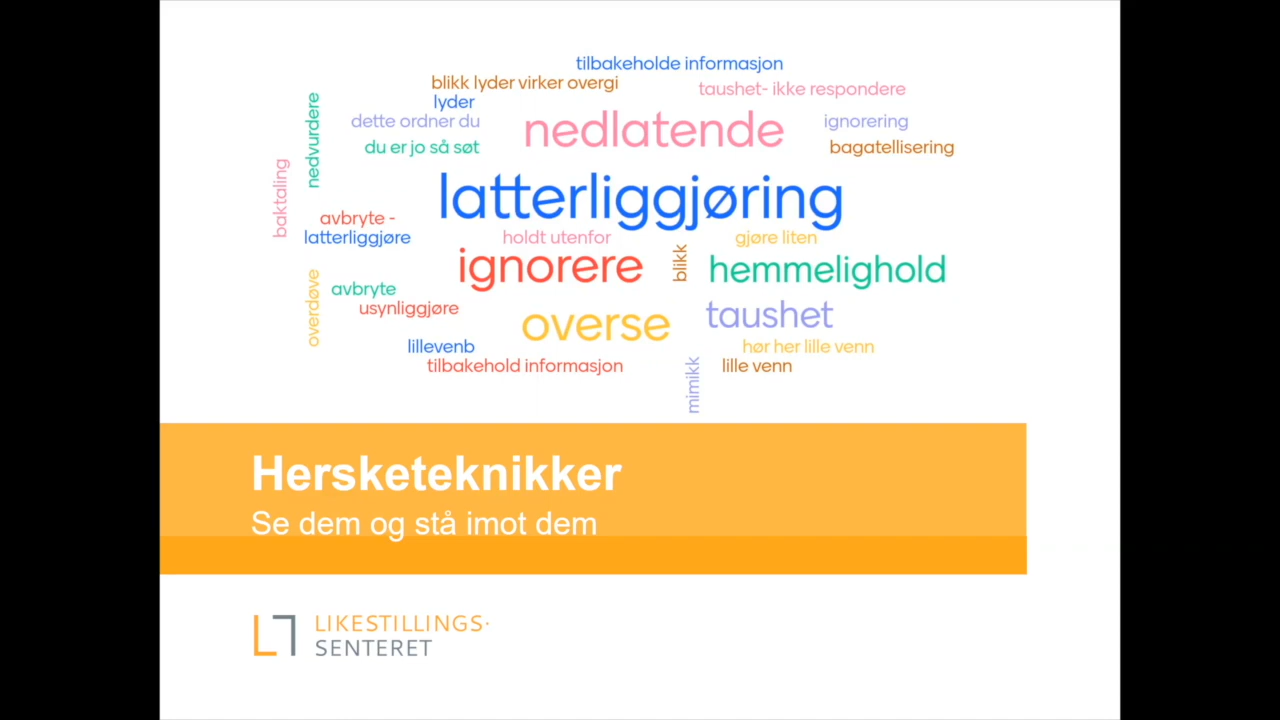 tilbakeholde informasjon
blikk lyder virker overgi
taushet- ikke respondere
lyder
dette ordner du
nedlatende
ignorering
nedvurdere
du er jo så søt
bagatellisering
baktaling
latterliggjøring
avbryte -
latterliggjøre
holdt utenfor
gjøre liten
ignorere
blikk
hemmelighold
overdøve
avbryte
usynliggjøre
overse
taushet
lillevenb
hør her lille venn
tilbakehold informasjon
mimikk
lille venn
Hersketeknikker
Se dem og stå imot dem
LIKESTILLINGS·
SENTERET